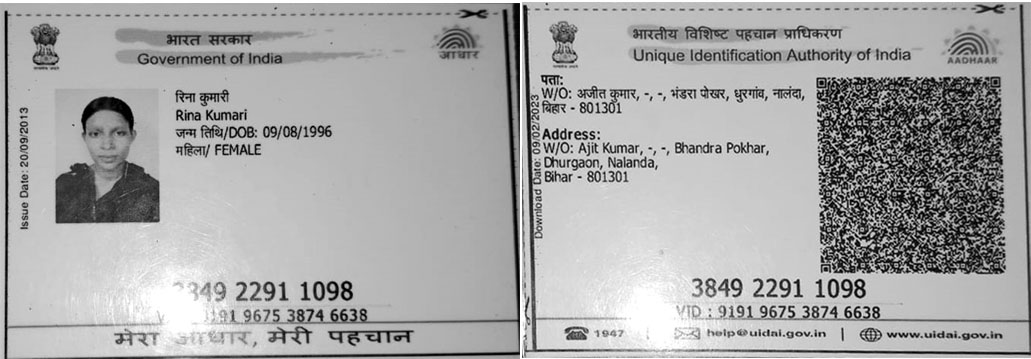 भारत सरकार
Government of India
आधार
Issue Date: 20/09/2013
रिना कुमारी
Rina Kumari
जन्म तिथि/DOB: 09/08/1996
महिला/ FEMALE
3849 2291 1098
9191 9675 3874 6638
मेरा आधार, मेरी पहचान
भारतीय विशिष्ट पहचान प्राधिकरण
Unique Identification Authority of India
AADHAAR
Download Date: 09/02/2023
पता:
W/O: अजीत कुमार, -, -, भंडरा पोखर, धुरगांव, नालंदा,
बिहार - 801301
Address:
W/O: Ajit Kumar, -, -, Bhandra Pokhar,
Dhurgaon, Nalanda,
Bihar - 801301
3849 2291 1098
VID : 9191 9675 3874 6638
1947 | help@uidai.gov.in | www.uidai.gov.in